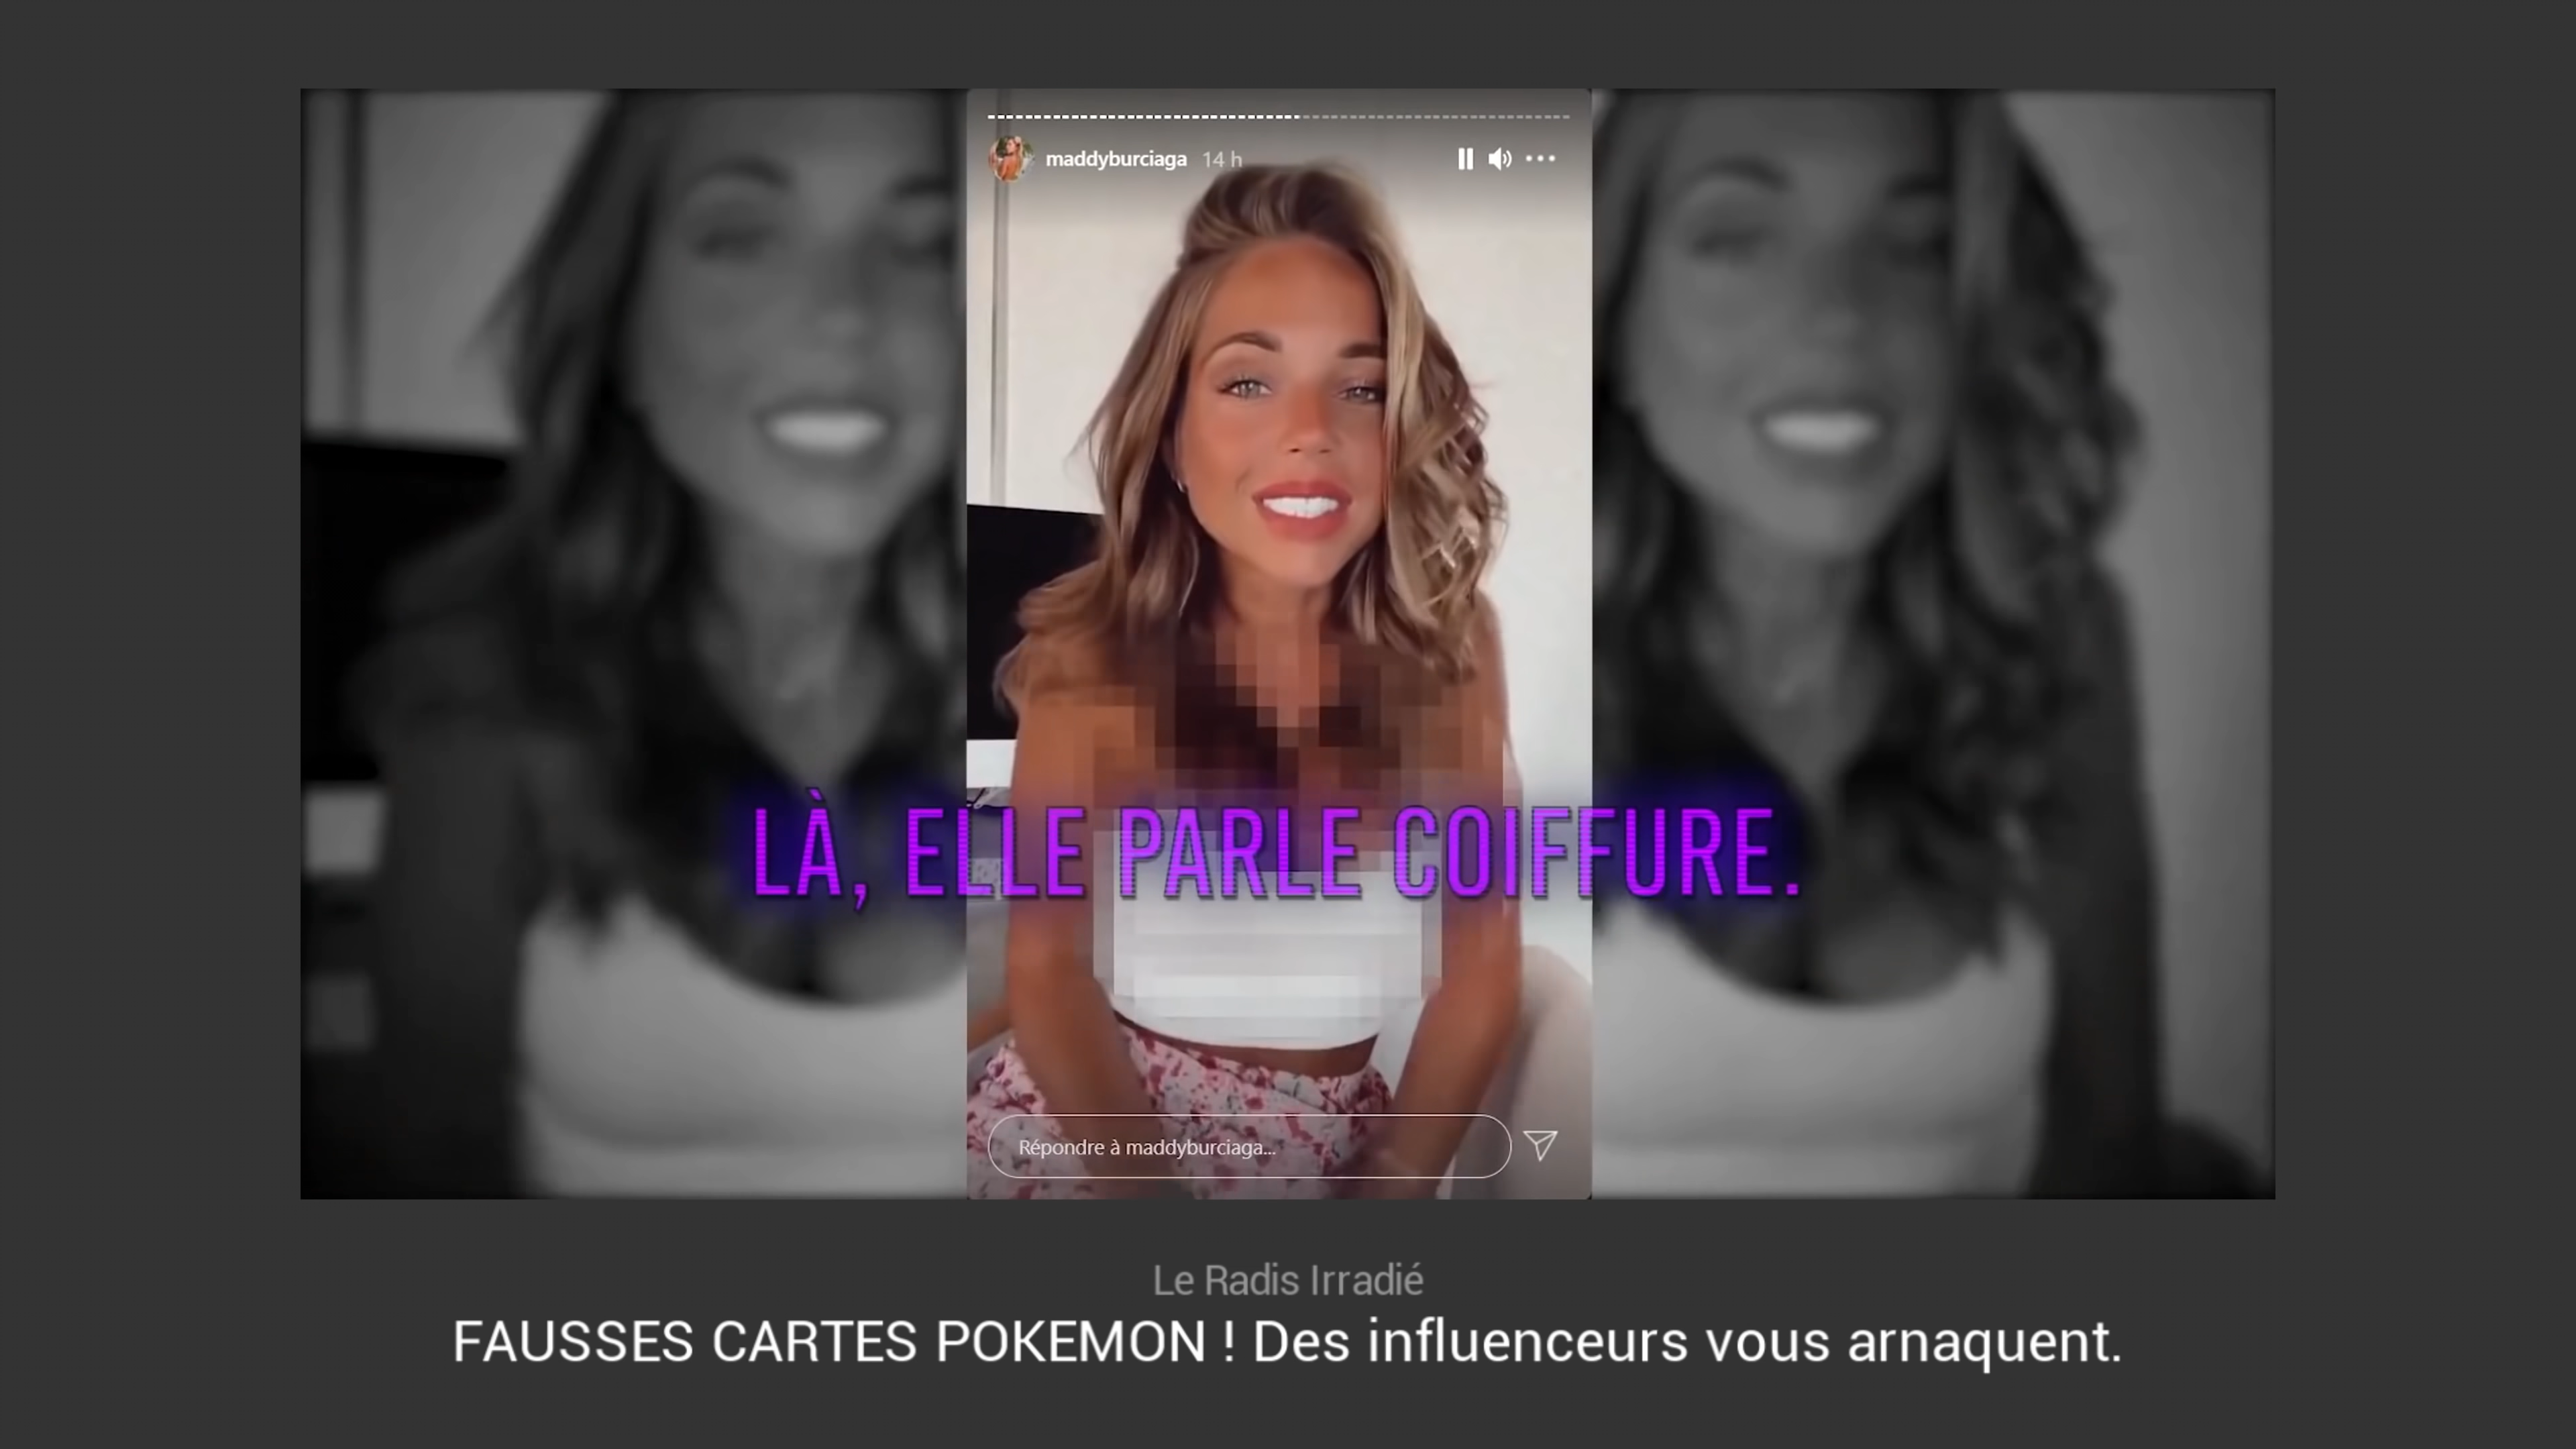 maddyburciaga 14 h
LÀ, ELLE PARLE COIFFURE.
Répondre à maddyburciaga...
Le Radis Irradié
FAUSSES CARTES POKEMON ! Des influenceurs vous arnaquent.